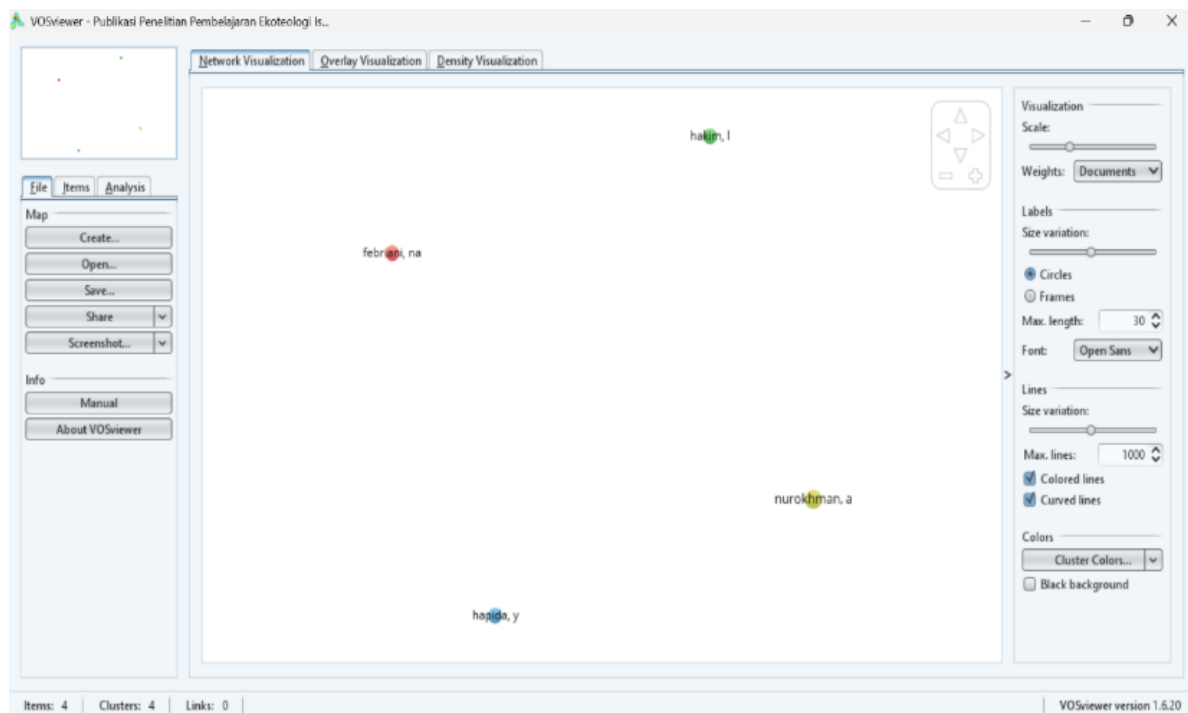 VOSviewer - Publikasi Penelitian Pembelajaran Ekoteologi Is...
Network Visualization Overlay Visualization Density Visualization
File Items Analysis
Map
Create...
Open...
Save...
Share
Screenshot...
Info
Manual
About VOSviewer
hakim, l
febriani, na
nurokhman, a
hapida, y
Visualization
Scale:
Weights: Documents
Labels
Size variation:
Circles
Frames
Max. length: 30
Font: Open Sans
Lines
Size variation:
Max. lines: 1000
Colored lines
Curved lines
Colors
Cluster Colors...
Black background
Items: 4 Clusters: 4 Links: 0 VOSviewer version 1.6.20